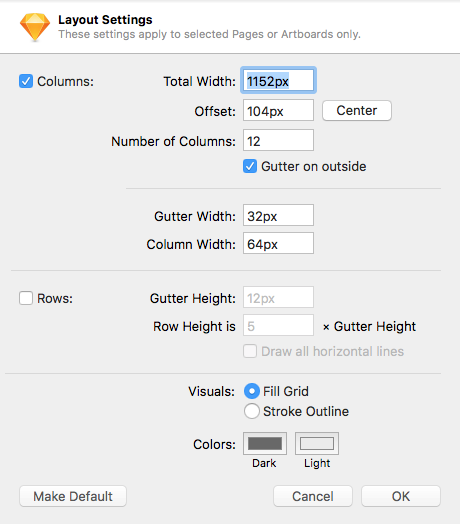 Layout Settings
These settings apply to selected Pages or Artboards only.
Columns: Total Width: 1152px
Offset: 104px Center
Number of Columns: 12
Gutter on outside
Gutter Width: 32px
Column Width: 64px
Rows: Gutter Height: 12px
Row Height is 5 × Gutter Height
Draw all horizontal lines
Visuals: Fill Grid
Stroke Outline
Colors:
Dark Light
Make Default Cancel OK